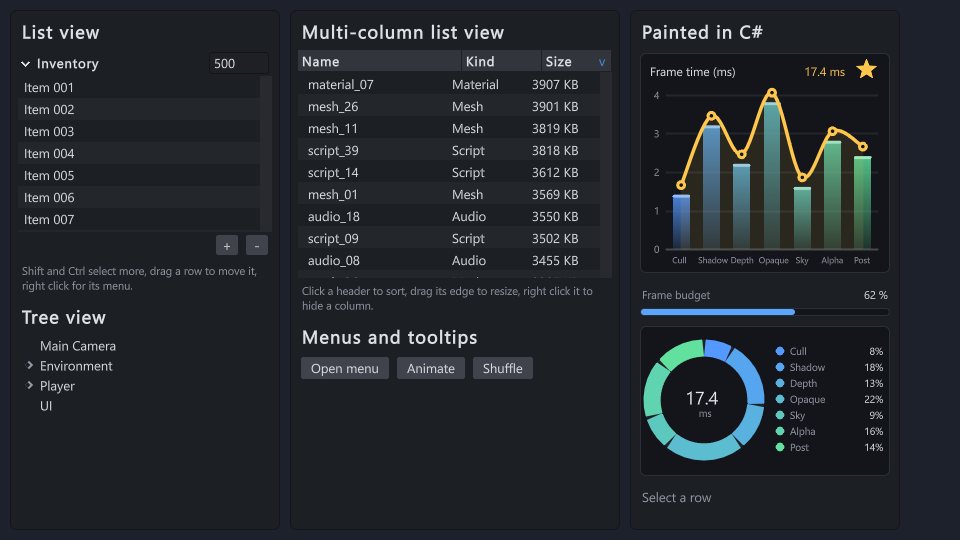 List view
Inventory
500
Item 001
Item 002
Item 003
Item 004
Item 005
Item 006
Item 007
+ -
Shift and Ctrl select more, drag a row to move it,
right click for its menu.
Tree view
Main Camera
Environment
Player
UI
Multi-column list view
Name Kind Size v
material_07 Material 3907 KB
mesh_26 Mesh 3901 KB
mesh_11 Mesh 3819 KB
script_39 Script 3818 KB
script_14 Script 3612 KB
mesh_01 Mesh 3569 KB
audio_18 Audio 3550 KB
script_09 Script 3502 KB
audio_08 Audio 3455 KB
Click a header to sort, drag its edge to resize, right click it to
hide a column.
Menus and tooltips
Open menu Animate Shuffle
Painted in C#
Frame time (ms) 17.4 ms
4
3
2
1
0
Cull Shadow Depth Opaque Sky Alpha Post
Frame budget 62 %
17.4
ms
Cull 8%
Shadow 18%
Depth 13%
Opaque 22%
Sky 9%
Alpha 16%
Post 14%
Select a row